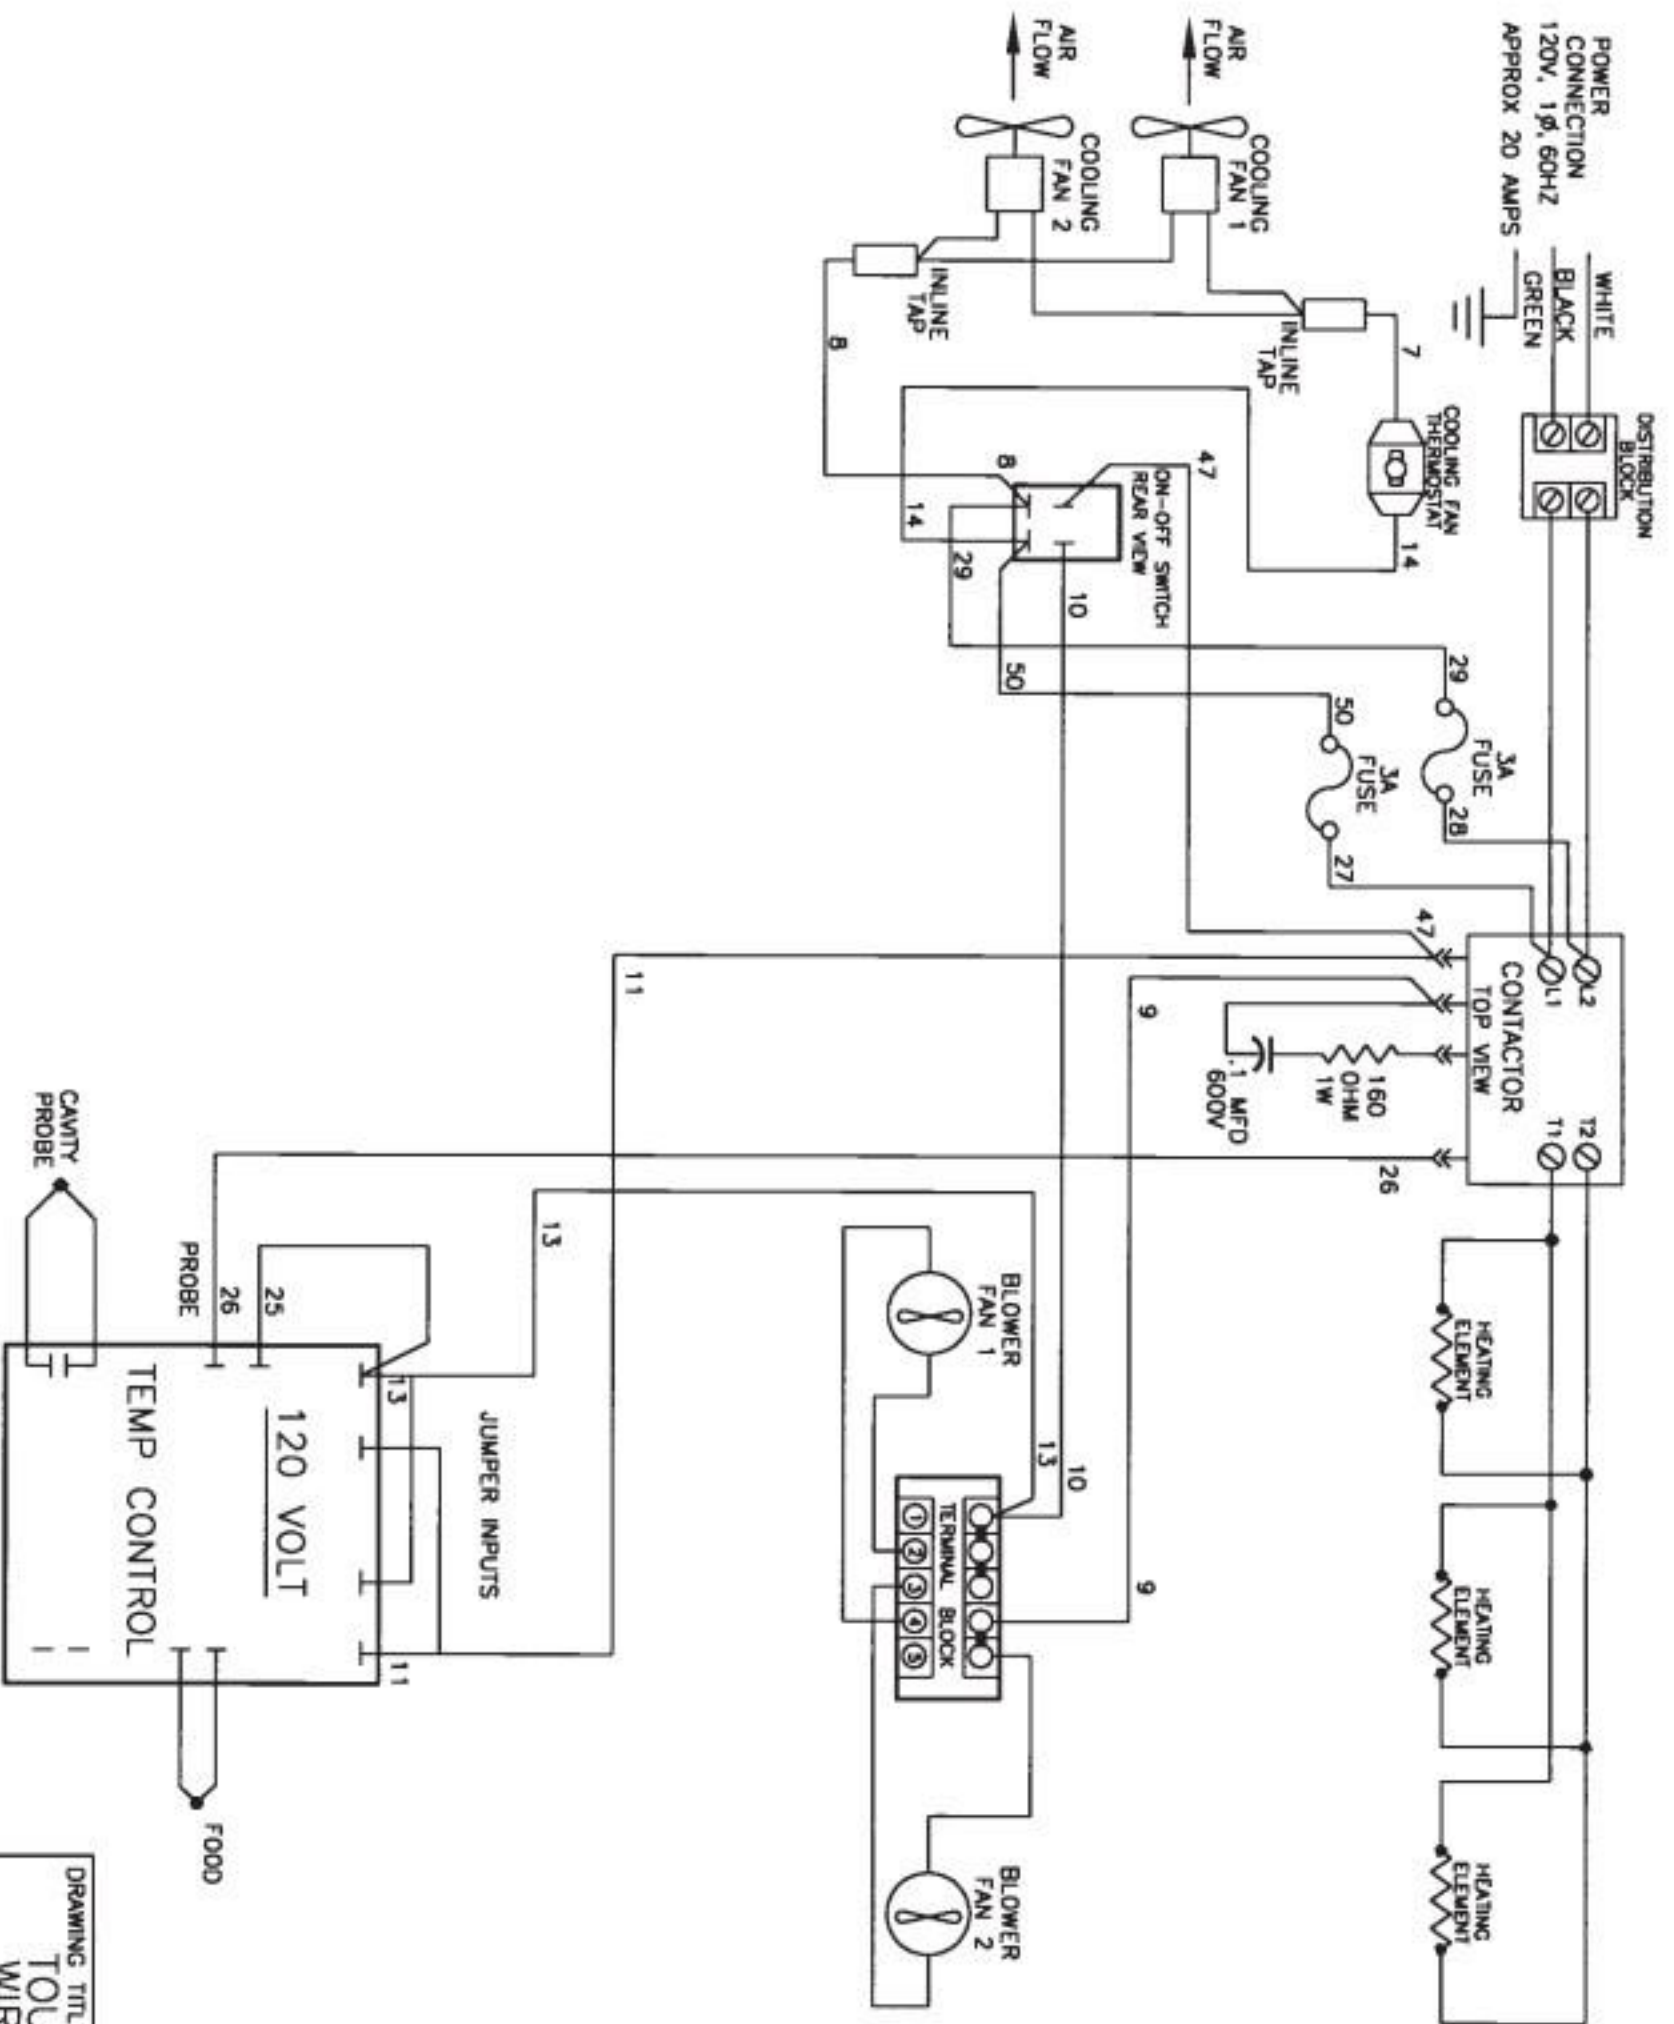 POWER
CONNECTION
120V, 1Ø, 60HZ
APPROX 20 AMPS
WHITE
BLACK
GREEN
DISTRIBUTION
BLOCK
L2
L1
CONTACTOR
TOP VIEW
T2
T1
HEATING
ELEMENT
HEATING
ELEMENT
HEATING
ELEMENT
AIR
FLOW
COOLING
FAN 1
INLINE
TAP
7
COOLING FAN
THERMOSTAT
14
29
3A
FUSE
28
50
3A
FUSE
27
47
47
160
OHM
1W
.1 MFD
600V
26
AIR
FLOW
COOLING
FAN 2
INLINE
TAP
8
8
ON-OFF SWITCH
REAR VIEW
14
29
10
50
11
9
9
13
10
13
BLOWER
FAN 1
TERMINAL BLOCK
1
2
3
4
5
BLOWER
FAN 2
JUMPER INPUTS
13
11
25
26
PROBE
120 VOLT
TEMP CONTROL
CAVITY
PROBE
FOOD
DRAWING TITL
TOU
WIR